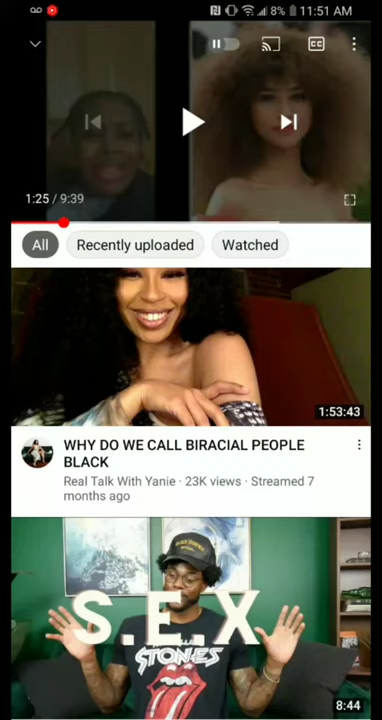 8% 11:51 AM
CC
1:25 / 9:39
All
Recently uploaded
Watched
1:53:43
WHY DO WE CALL BIRACIAL PEOPLE
BLACK
Real Talk With Yanie · 23K views · Streamed 7
months ago
S.E.X
STONES
8:44